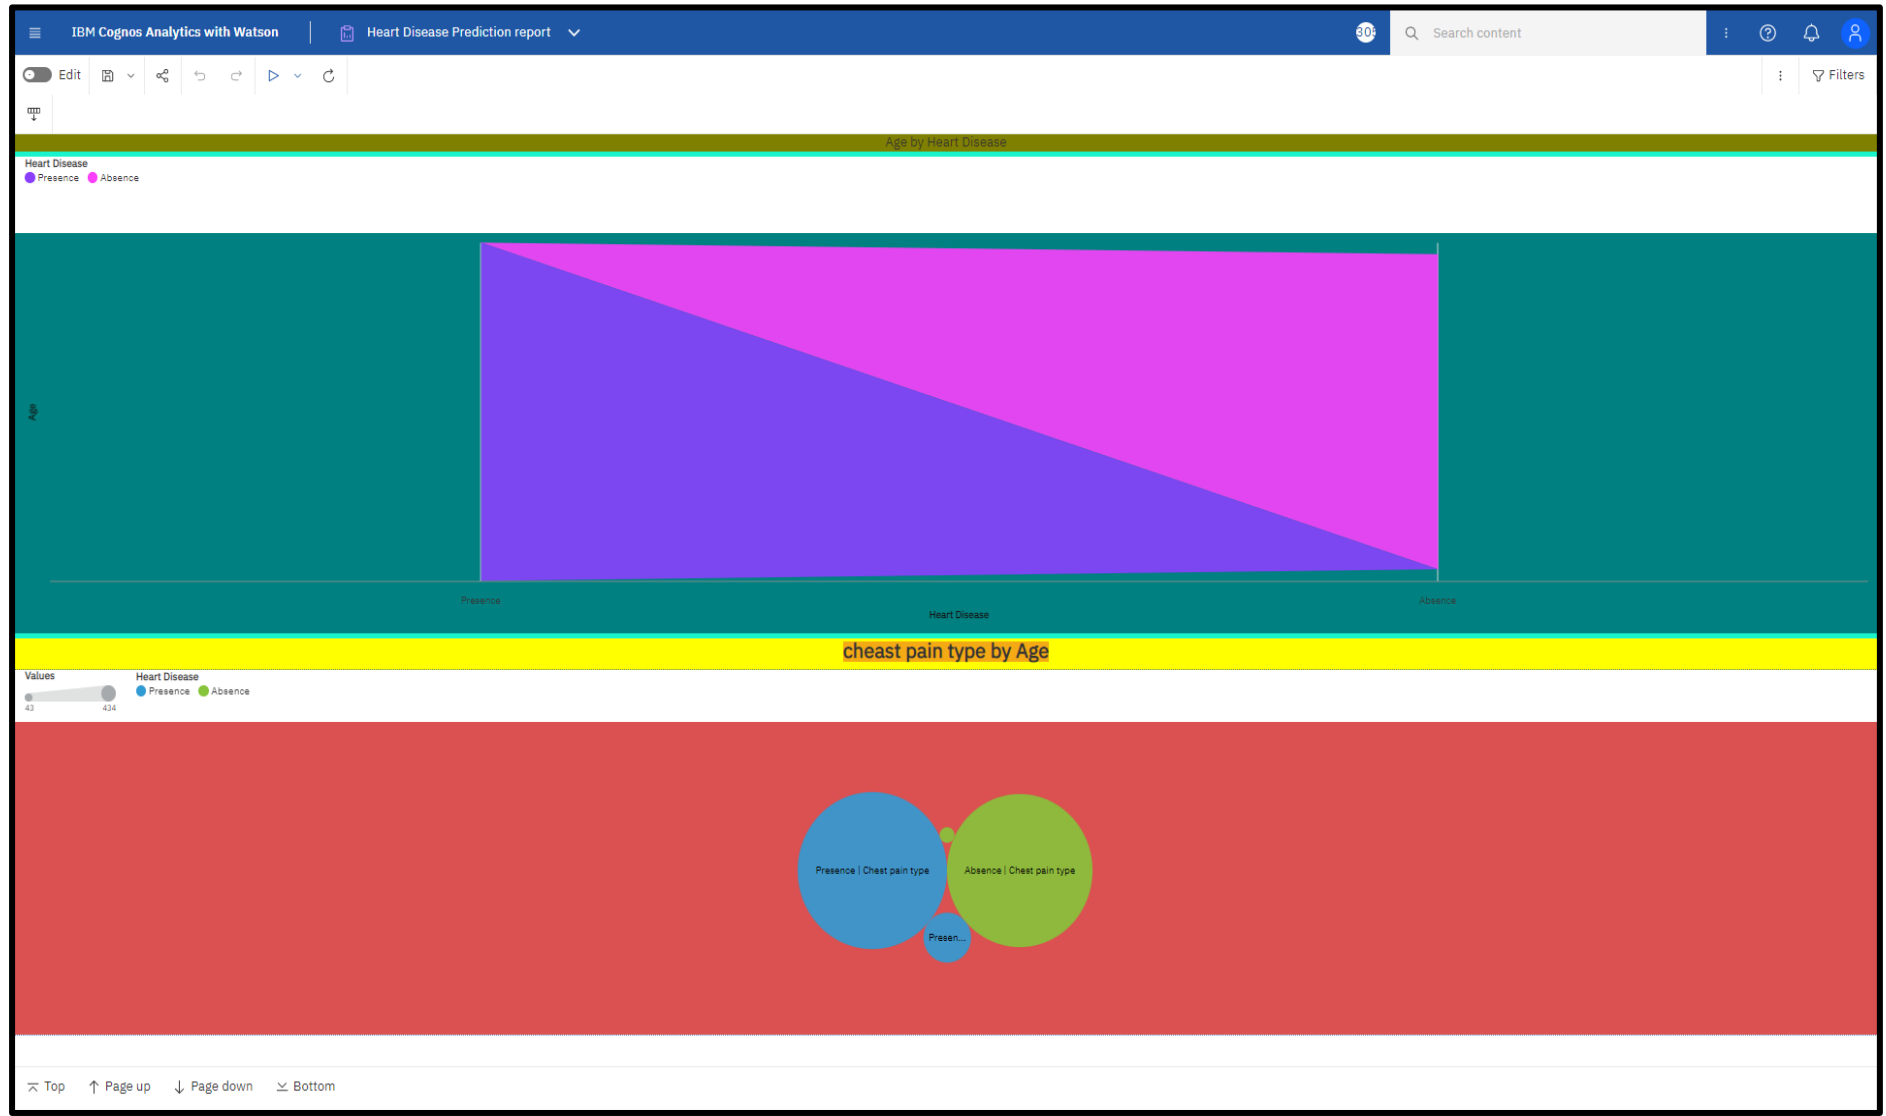 IBM Cognos Analytics with Watson
Heart Disease Prediction report
Search content
Edit
Filters
Age by Heart Disease
Heart Disease
Presence Absence
Age
Presence Absence
Heart Disease
cheast pain type by Age
Values Heart Disease
Presence Absence
43 434
Presence | Chest pain type Absence | Chest pain type
Presen...
Top Page up Page down Bottom